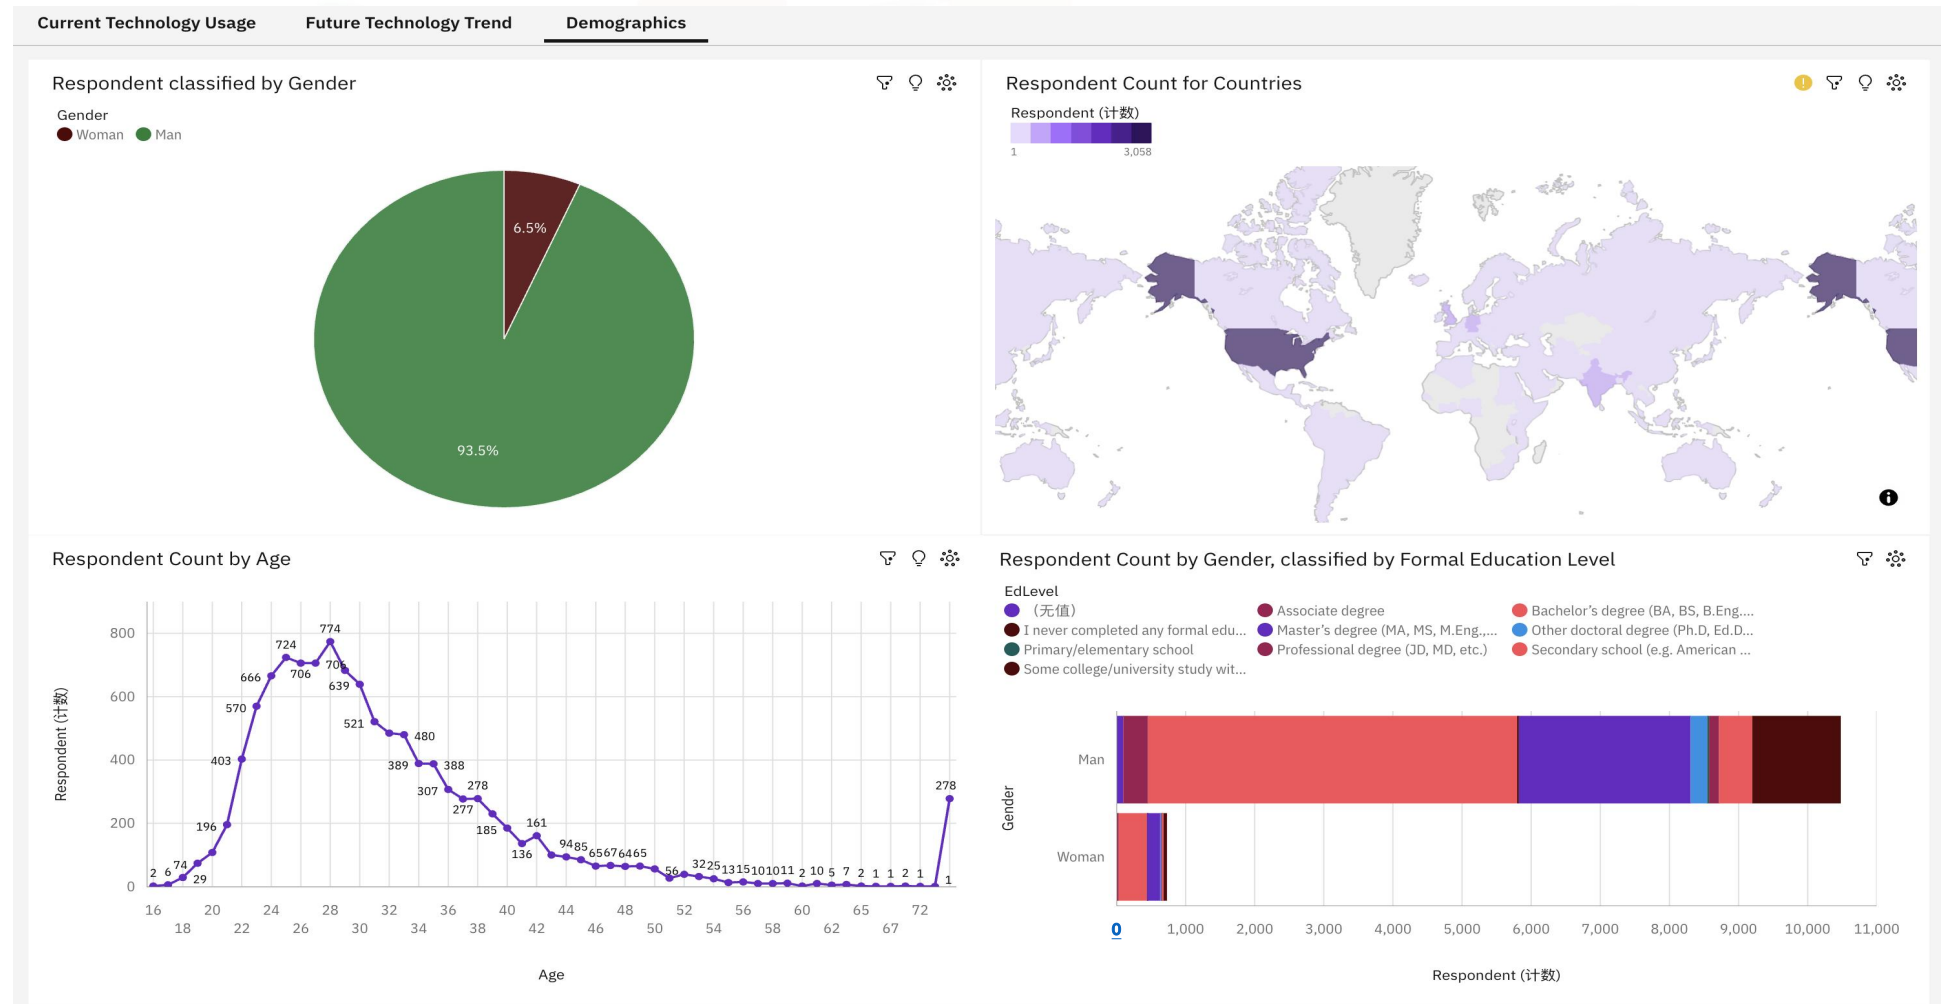 Current Technology Usage Future Technology Trend Demographics
Respondent classified by Gender
Gender
Woman Man
6.5%
93.5%
Respondent Count for Countries
Respondent (计数)
1 3,058
Respondent Count by Age
Respondent (计数)
800
600
400
200
0
2 6 74 29 196 403 570 666 724 706 774 706 639 521 480 389 388 307 277 278 185 136 161 94 85 65 67 64 65 56 32 25 13 15 10 10 11 2 10 5 7 2 1 1 2 1 1 278
16 20 24 28 32 36 40 44 48 52 56 60 65 72
18 22 26 30 34 38 42 46 50 54 58 62 67
Age
Respondent Count by Gender, classified by Formal Education Level
EdLevel
（无值） Associate degree Bachelor's degree (BA, BS, B.Eng....
I never completed any formal edu... Master's degree (MA, MS, M.Eng.,... Other doctoral degree (Ph.D, Ed.D...
Primary/elementary school Professional degree (JD, MD, etc.) Secondary school (e.g. American ...
Some college/university study wit...
Gender
Man
Woman
0 1,000 2,000 3,000 4,000 5,000 6,000 7,000 8,000 9,000 10,000 11,000
Respondent (计数)